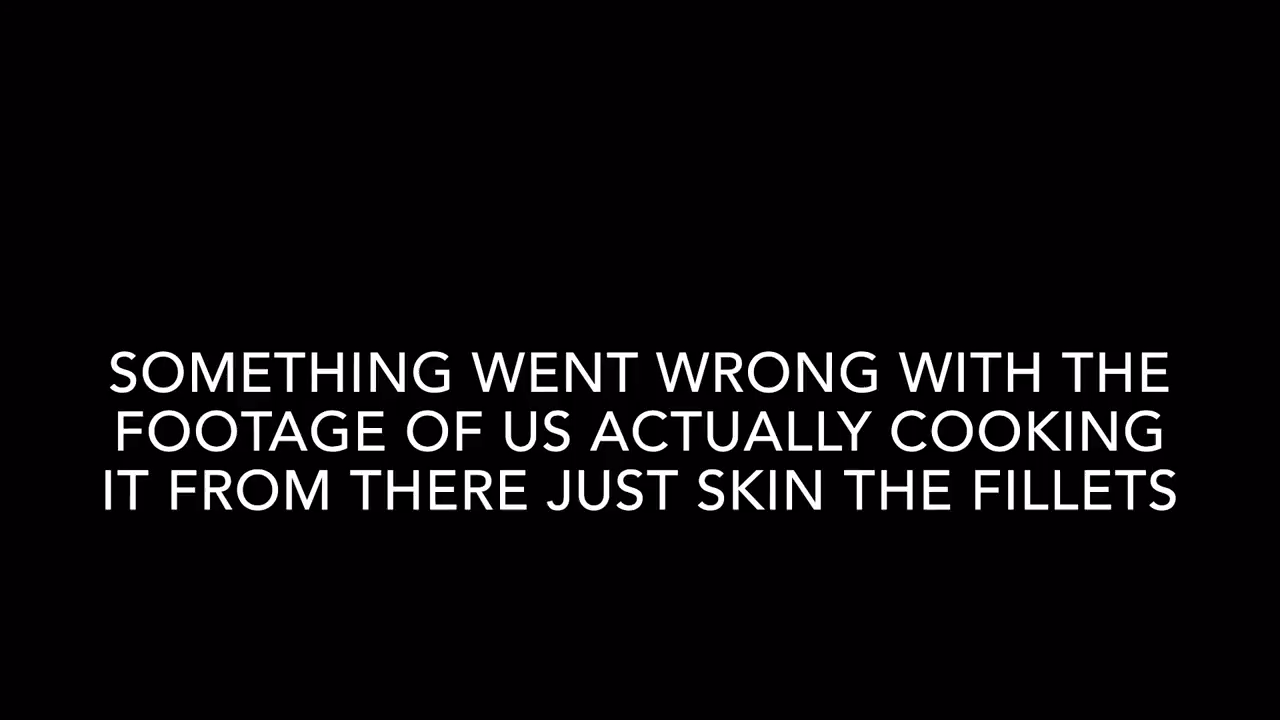 SOMETHING WENT WRONG WITH THE
FOOTAGE OF US ACTUALLY COOKING
IT FROM THERE JUST SKIN THE FILLETS